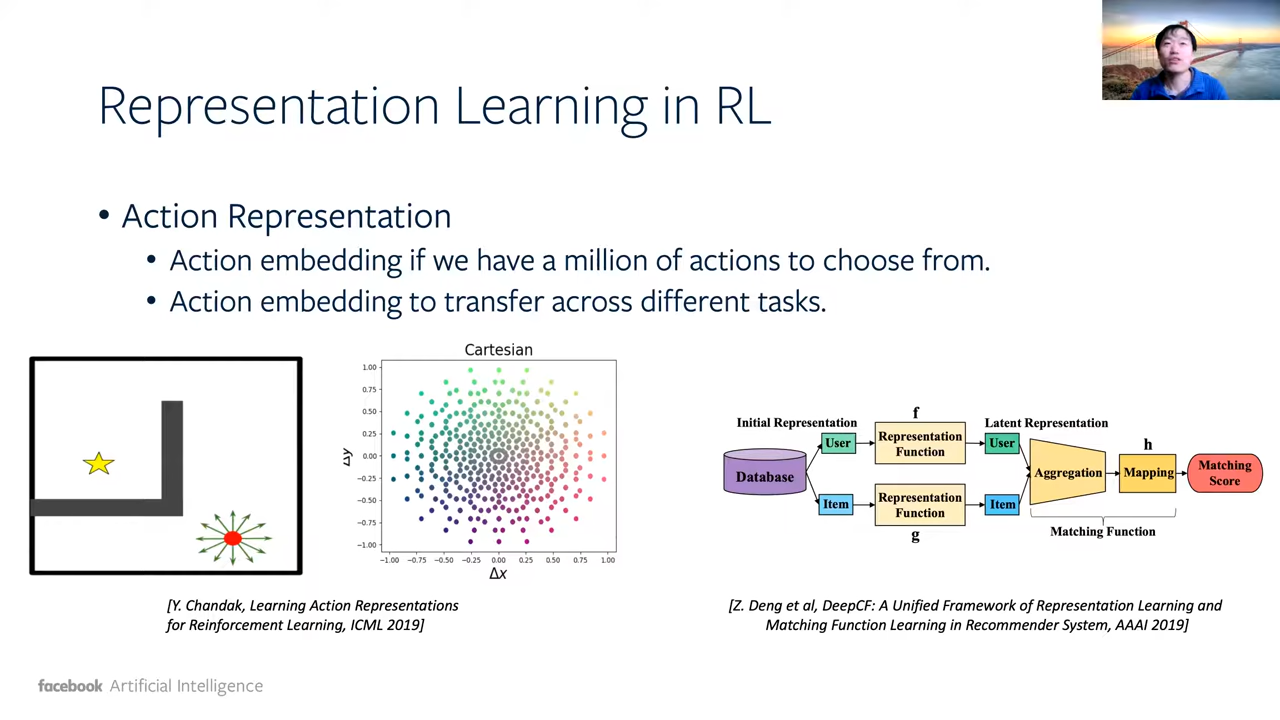 Representation Learning in RL
• Action Representation
• Action embedding if we have a million of actions to choose from.
• Action embedding to transfer across different tasks.
Cartesian
1.00
0.75
0.50
0.25
0.00
−0.25
−0.50
−0.75
−1.00
Δy
−1.00 −0.75 −0.50 −0.25 0.00 0.25 0.50 0.75 1.00
Δx
[Y. Chandak, Learning Action Representations
for Reinforcement Learning, ICML 2019]
Initial Representation
f
Latent Representation
Database
User
Representation
Function
User
Item
Representation
Function
Item
g
Aggregation
h
Mapping
Matching
Score
Matching Function
[Z. Deng et al, DeepCF: A Unified Framework of Representation Learning and
Matching Function Learning in Recommender System, AAAI 2019]
facebook Artificial Intelligence